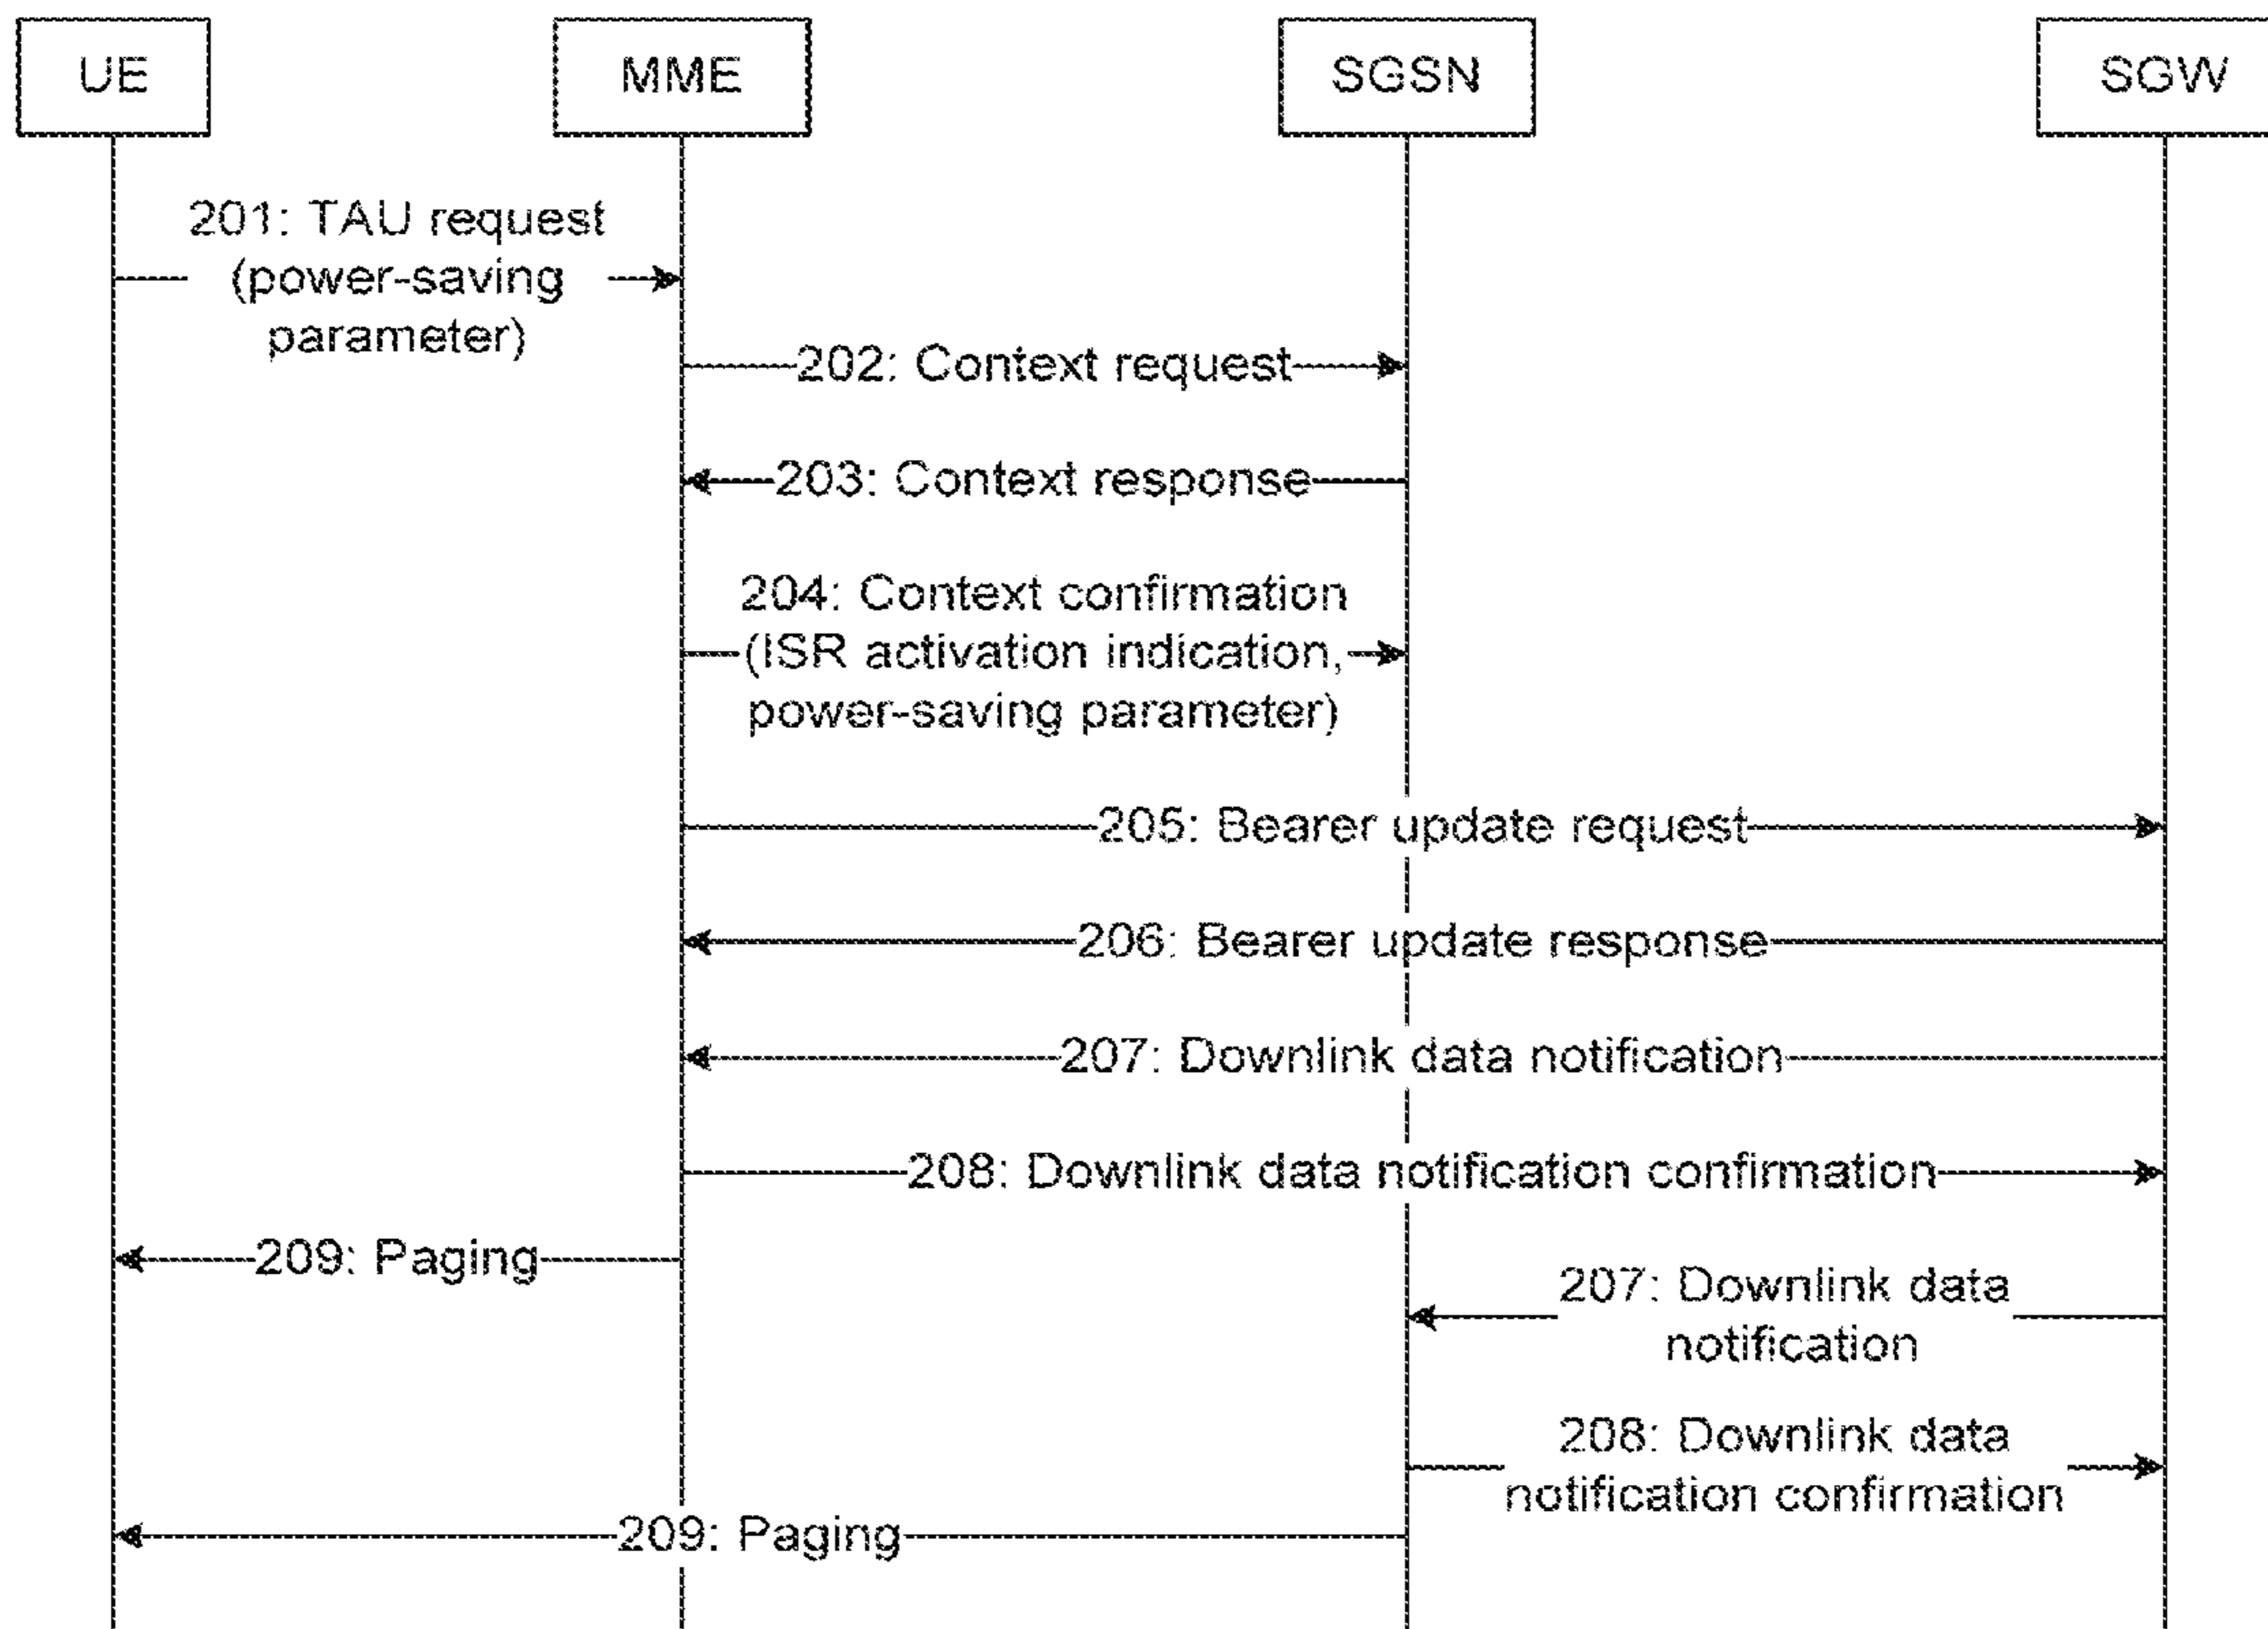 UE
MME
SGSN
SGW
201: TAU request
(power-saving
parameter)
202: Context request
203: Context response
204: Context confirmation
(ISR activation indication,
power-saving parameter)
205: Bearer update request
206: Bearer update response
207: Downlink data notification
208: Downlink data notification confirmation
209: Paging
207: Downlink data
notification
208: Downlink data
notification confirmation
209: Paging